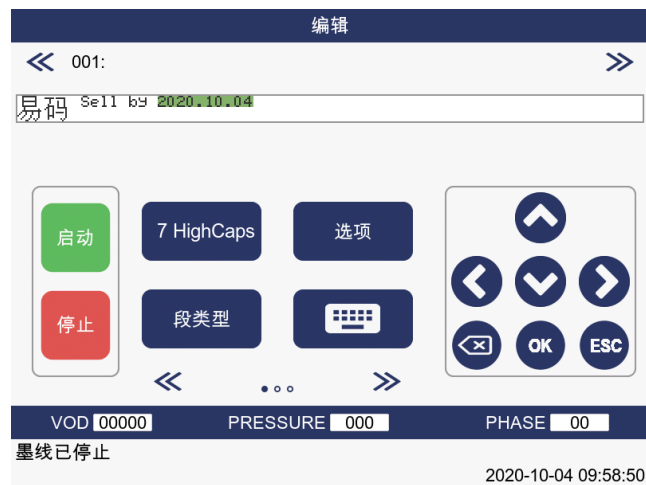 编辑
001:
易码 Sell by 2020.10.04
启动
7 HighCaps
选项
停止
段类型
OK
ESC
VOD 00000 PRESSURE 000 PHASE 00
墨线已停止
2020-10-04 09:58:50